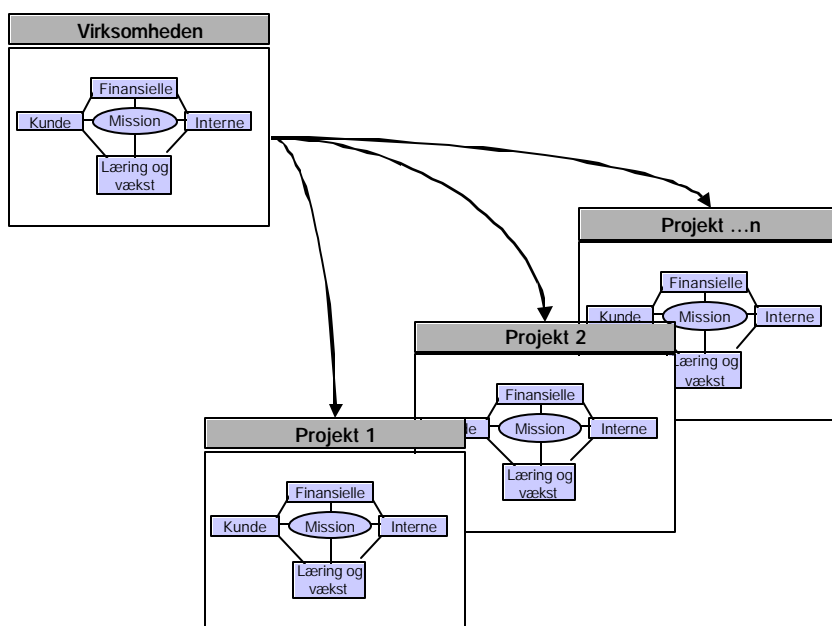 Virksomheden
Finansielle
Kunde
Mission
Interne
Læring og
vækst
Projekt ...n
Finansielle
Kunde
Mission
Interne
Læring og
vækst
Projekt 2
Finansielle
de
Mission
Interne
Læring og
vækst
Projekt 1
Finansielle
Kunde
Mission
Interne
Læring og
vækst